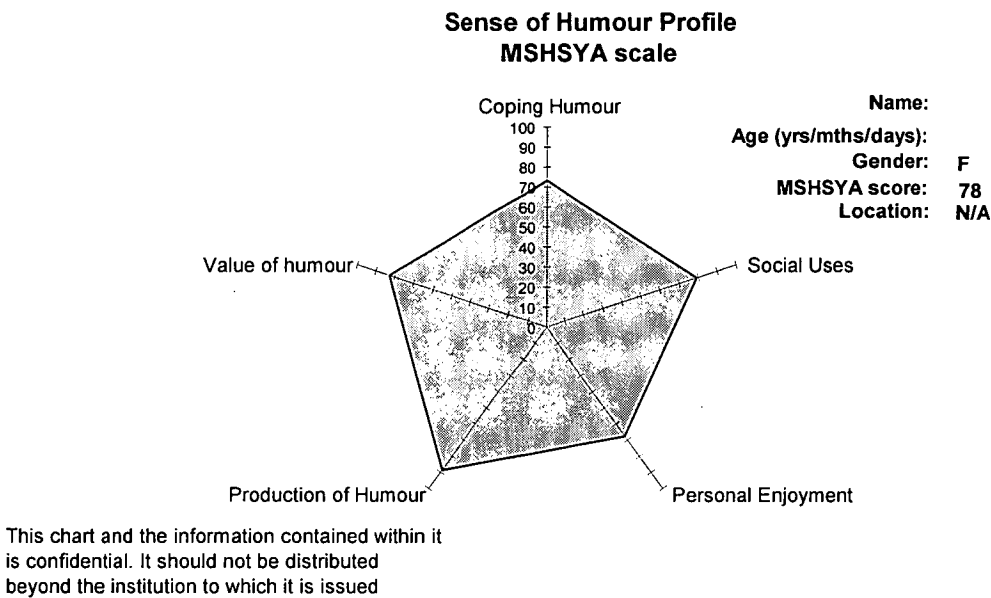 Sense of Humour Profile
MSHSYA scale
Coping Humour
Name:
Age (yrs/mths/days):
Gender: F
MSHSYA score: 78
Location: N/A
100
90
80
70
60
50
40
30
20
10
0
Value of humour
Social Uses
Production of Humour
Personal Enjoyment
This chart and the information contained within it
is confidential. It should not be distributed
beyond the institution to which it is issued